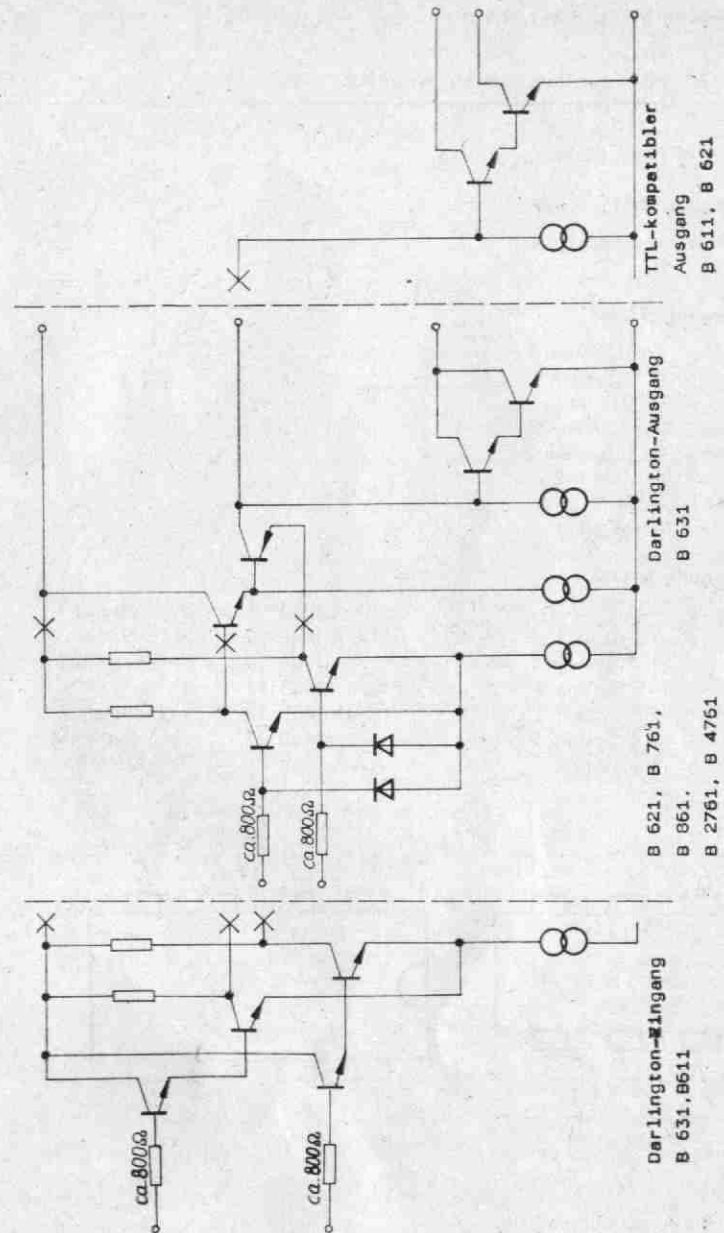 ca.800Ω
ca.800Ω
Darlington-Eingang
B 631,B611
ca.800Ω
ca.800Ω
B 621, B 761,
B 861,
B 2761, B 4761
Darlington-Ausgang
B 631
TTL-kompatibler
Ausgang
B 611, B 621